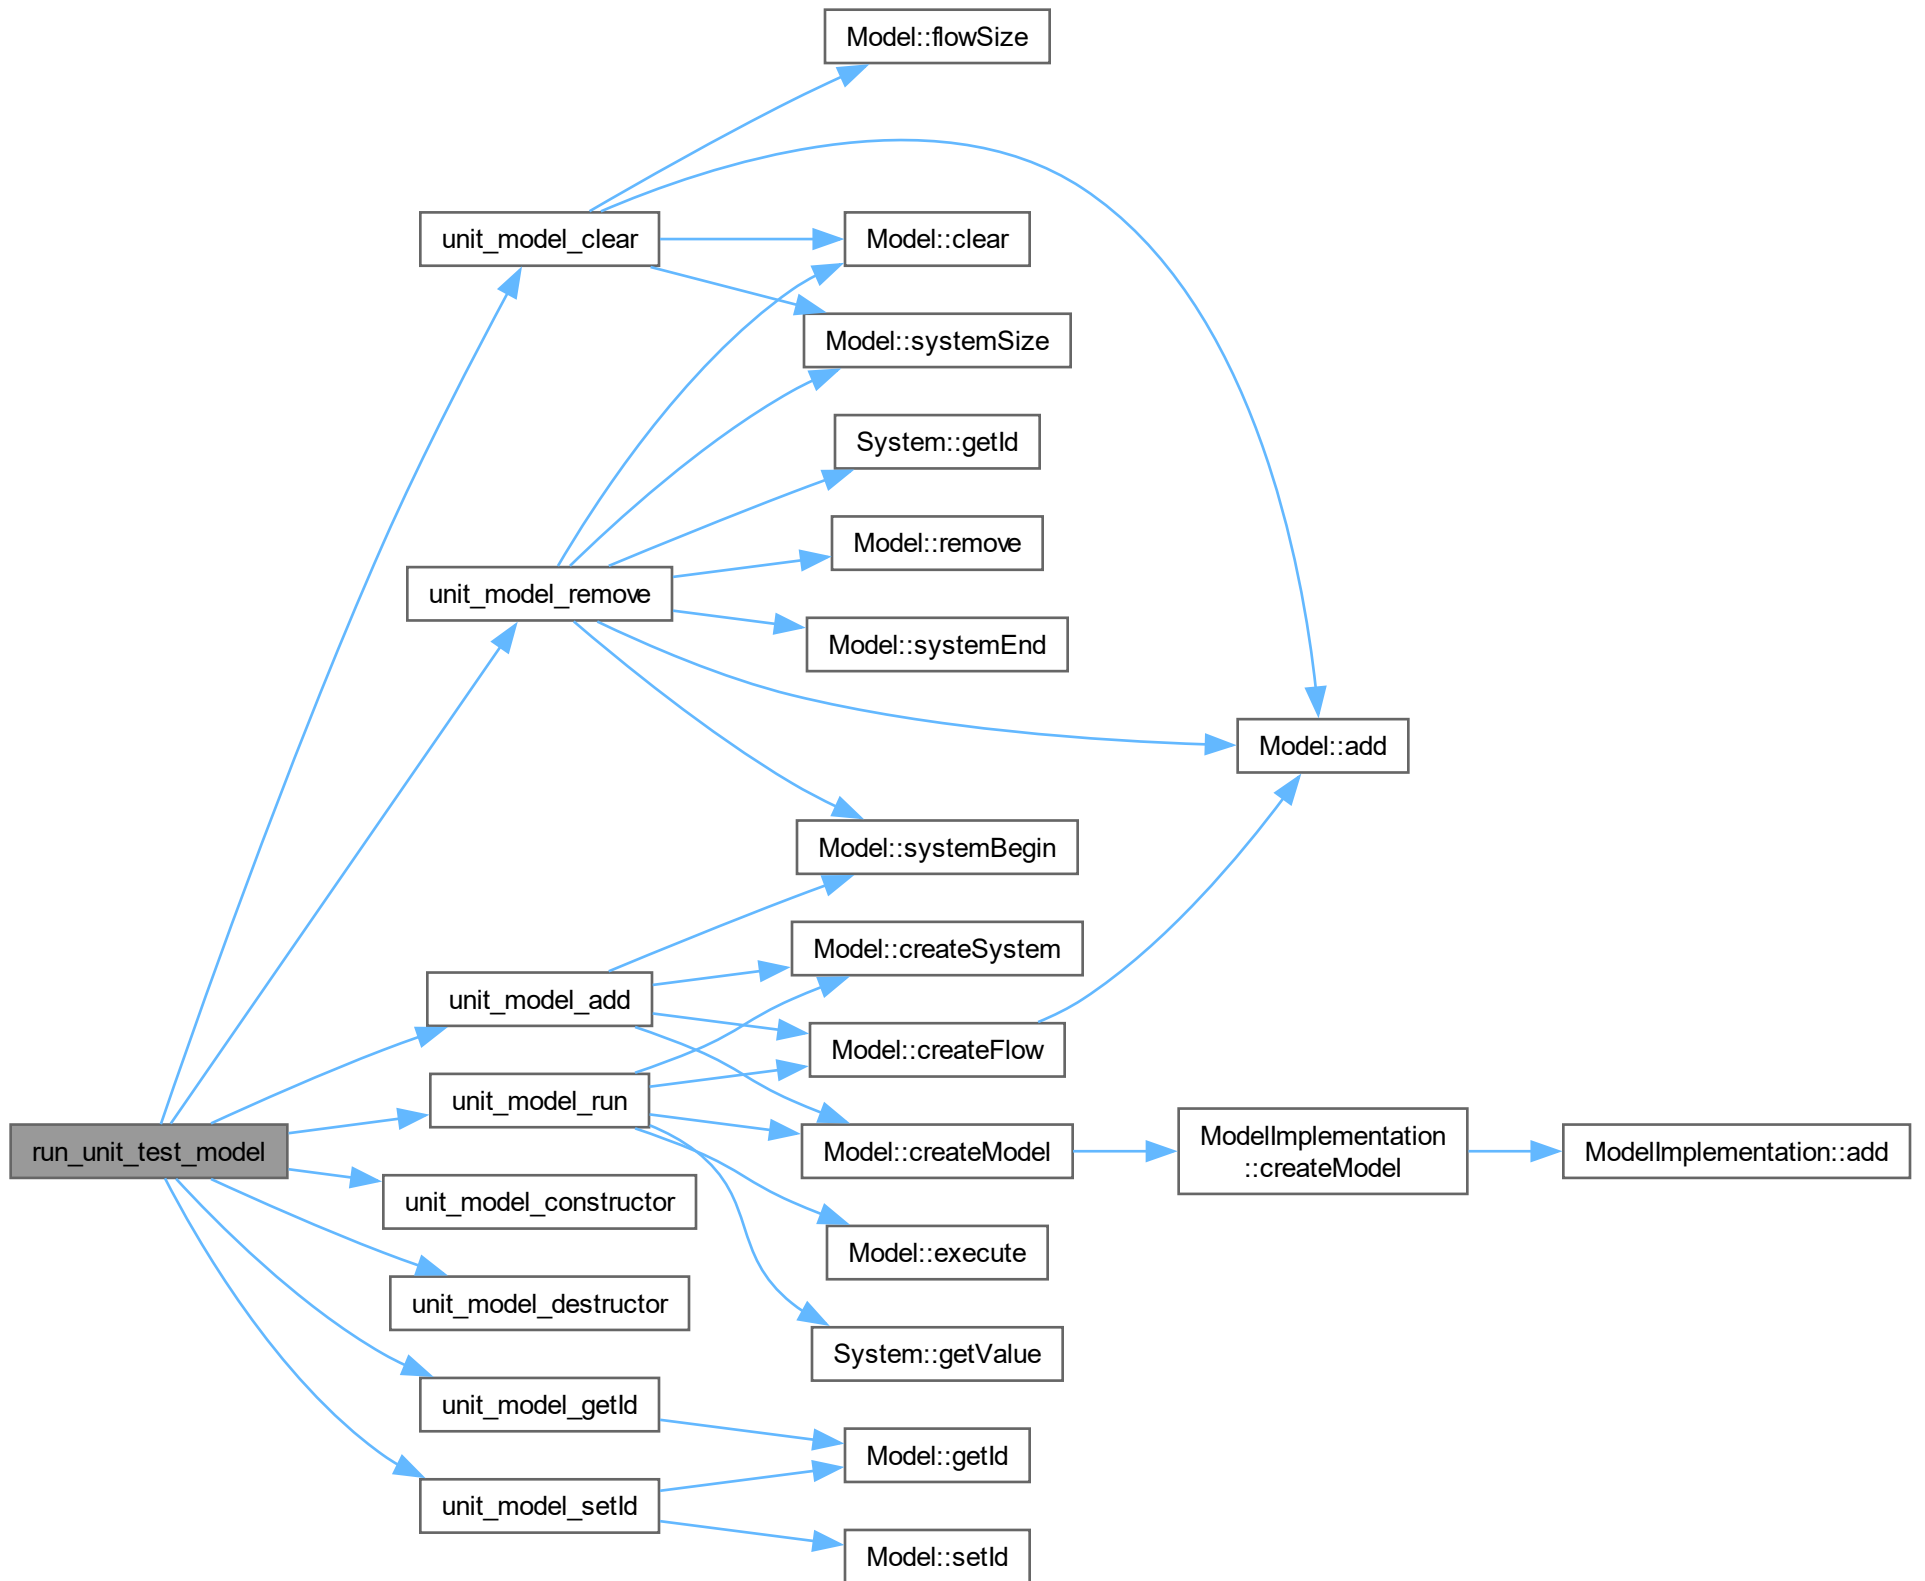 Model::flowSize
unit_model_clear
Model::clear
Model::systemSize
System::getId
Model::remove
unit_model_remove
Model::systemEnd
Model::add
Model::systemBegin
Model::createSystem
unit_model_add
Model::createFlow
unit_model_run
run_unit_test_model
Model::createModel
ModelImplementation
::createModel
ModelImplementation::add
unit_model_constructor
Model::execute
unit_model_destructor
System::getValue
unit_model_getId
Model::getId
unit_model_setId
Model::setId